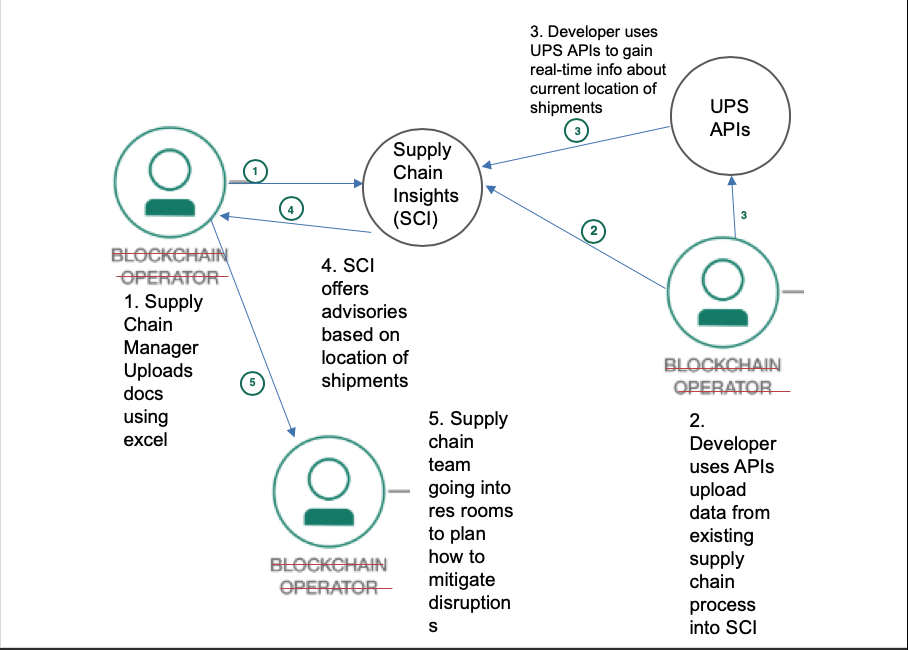 3. Developer uses
UPS APIs to gain
real-time info about
current location of
shipments
3
UPS
APIs
Supply
Chain
Insights
(SCI)
1
4
2
3
BLOCKCHAIN
OPERATOR
1. Supply
Chain
Manager
Uploads
docs
using
excel
4. SCI
offers
advisories
based on
location of
shipments
5
BLOCKCHAIN
OPERATOR
2.
Developer
uses APIs
upload
data from
existing
supply
chain
process
into SCI
5. Supply
chain
team
going into
res rooms
to plan
how to
mitigate
disruption
s
BLOCKCHAIN
OPERATOR